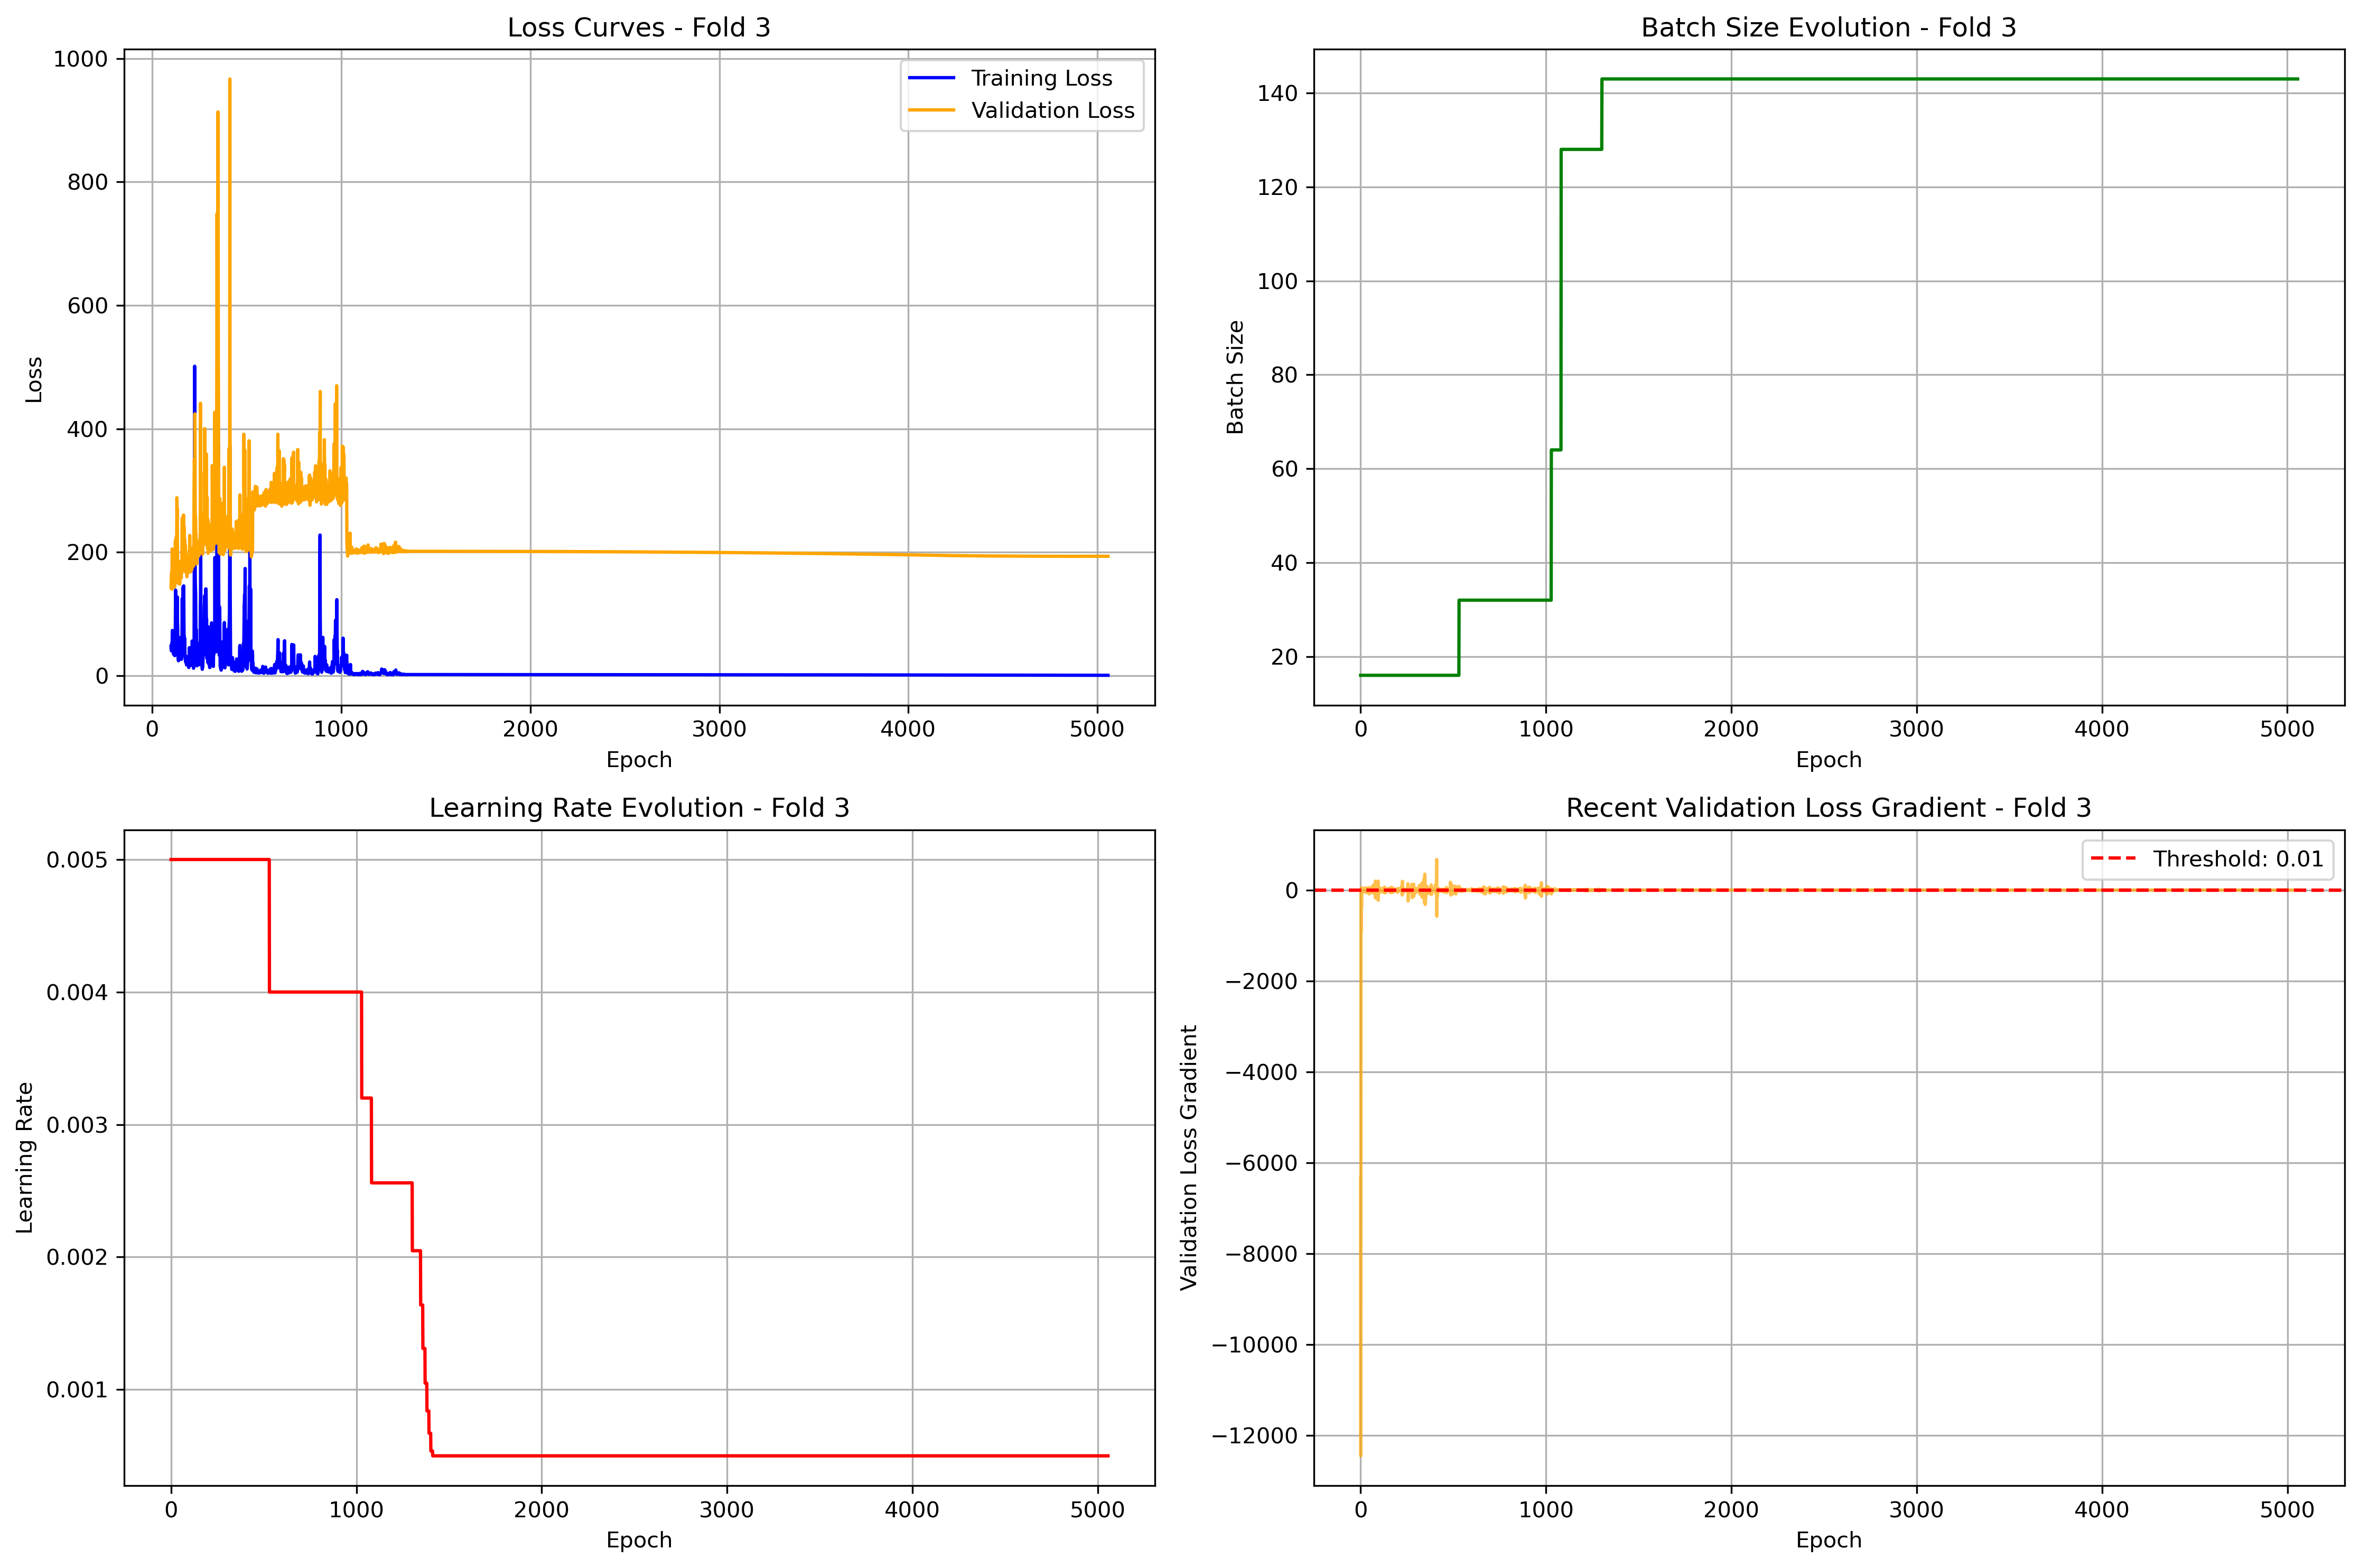 Loss Curves - Fold 3
1000
800
600
400
200
0
Loss
Training Loss
Validation Loss
0 1000 2000 3000 4000 5000
Epoch
Batch Size Evolution - Fold 3
140
120
100
80
60
40
20
Batch Size
0 1000 2000 3000 4000 5000
Epoch
Learning Rate Evolution - Fold 3
0.005
0.004
0.003
0.002
0.001
Learning Rate
0 1000 2000 3000 4000 5000
Epoch
Recent Validation Loss Gradient - Fold 3
Threshold: 0.01
0
−2000
−4000
−6000
−8000
−10000
−12000
Validation Loss Gradient
0 1000 2000 3000 4000 5000
Epoch